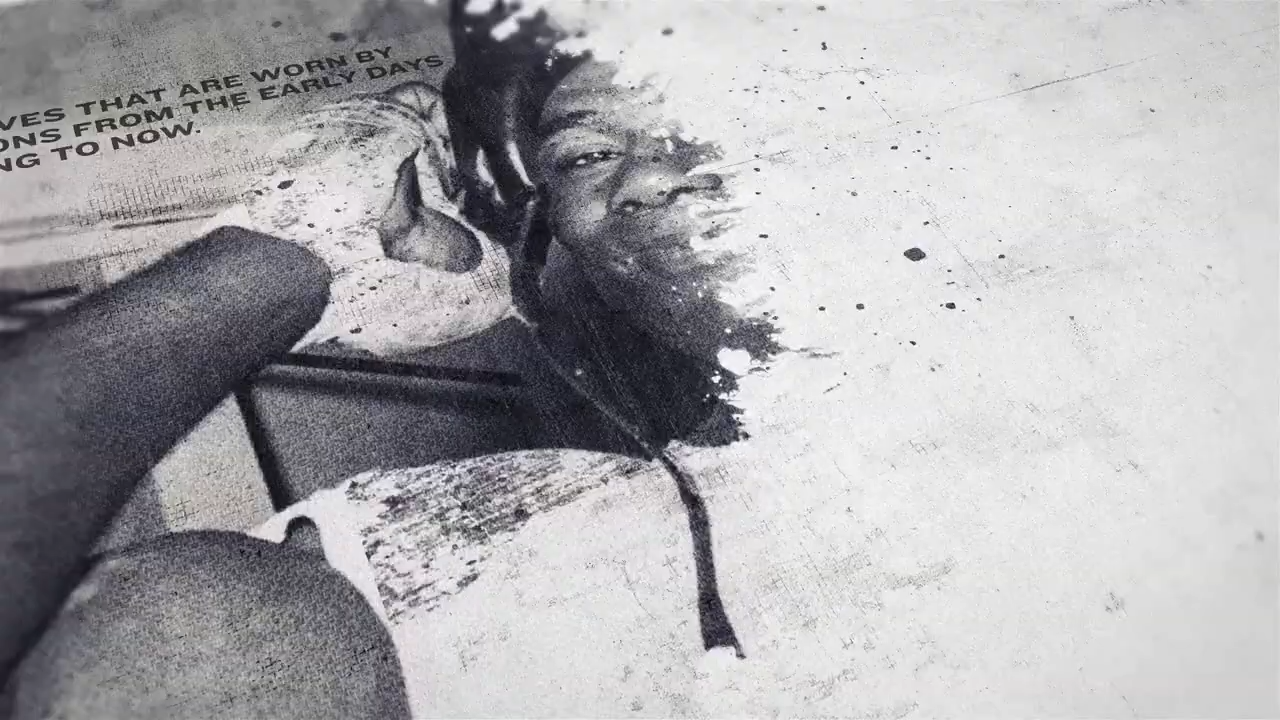 VES THAT ARE WORN BY
ONS FROM THE EARLY DAYS
NG TO NOW.